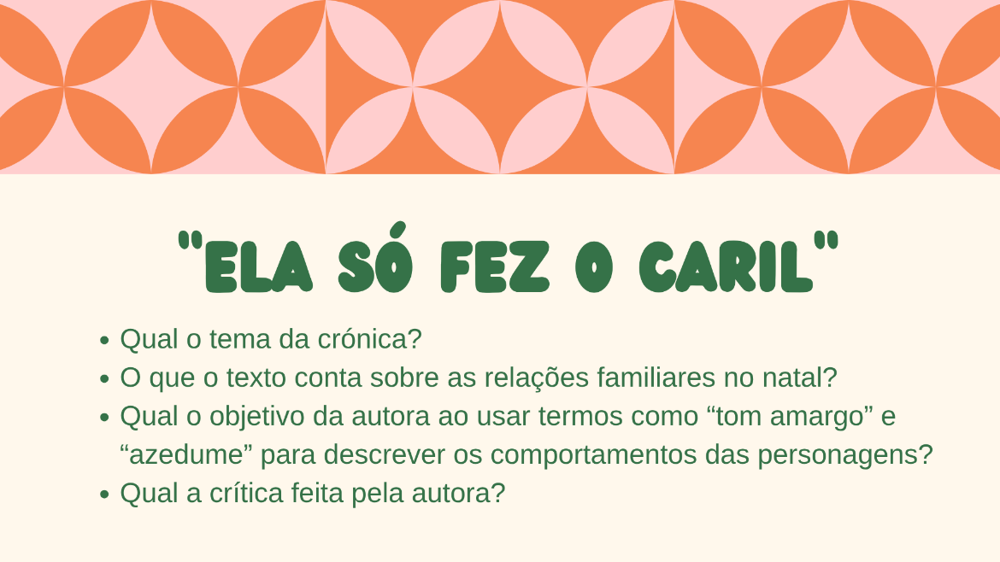 "ELA SÓ FEZ O CARIL"
• Qual o tema da crónica?
• O que o texto conta sobre as relações familiares no natal?
• Qual o objetivo da autora ao usar termos como “tom amargo” e
“azedume” para descrever os comportamentos das personagens?
• Qual a crítica feita pela autora?